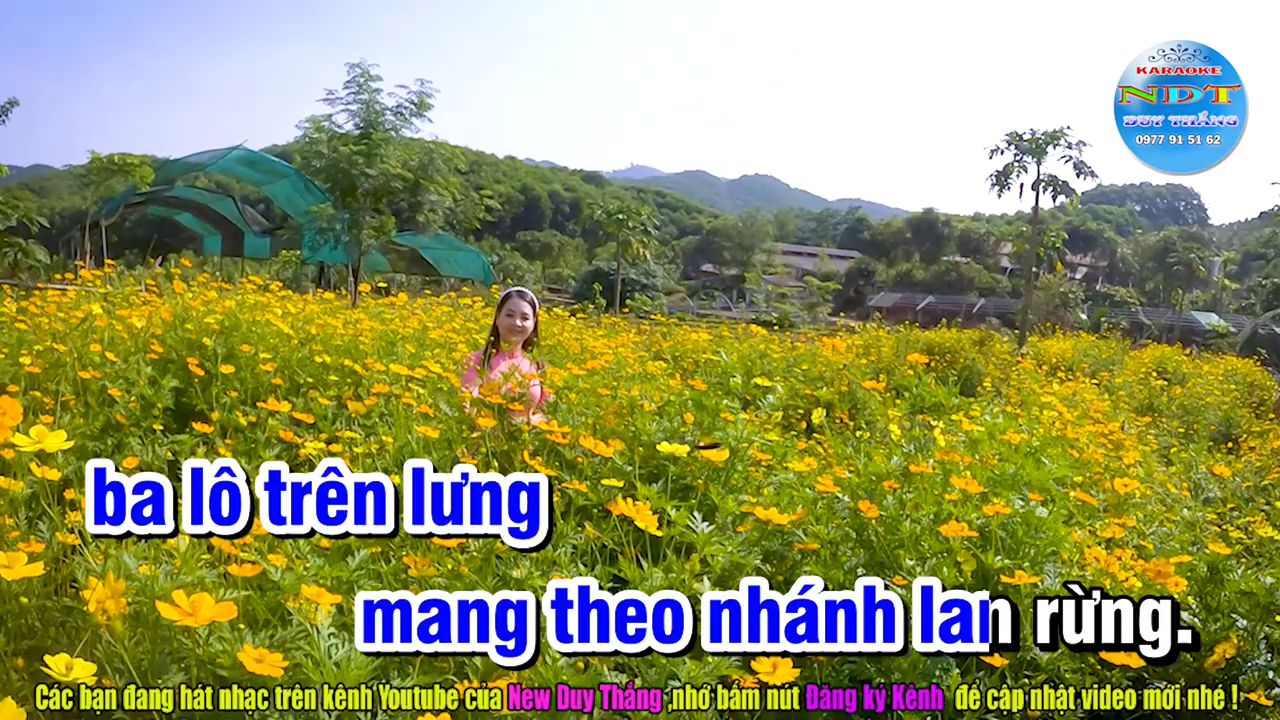 KARAOKE
NDT
DUY THẮNG
0977 91 51 62
ba lô trên lưng
mang theo nhánh lan rừng.
Các bạn đang hát nhạc trên kênh Youtube của New Duy Thắng ,nhớ bấm nút Đăng ký Kênh để cập nhật video mới nhé !